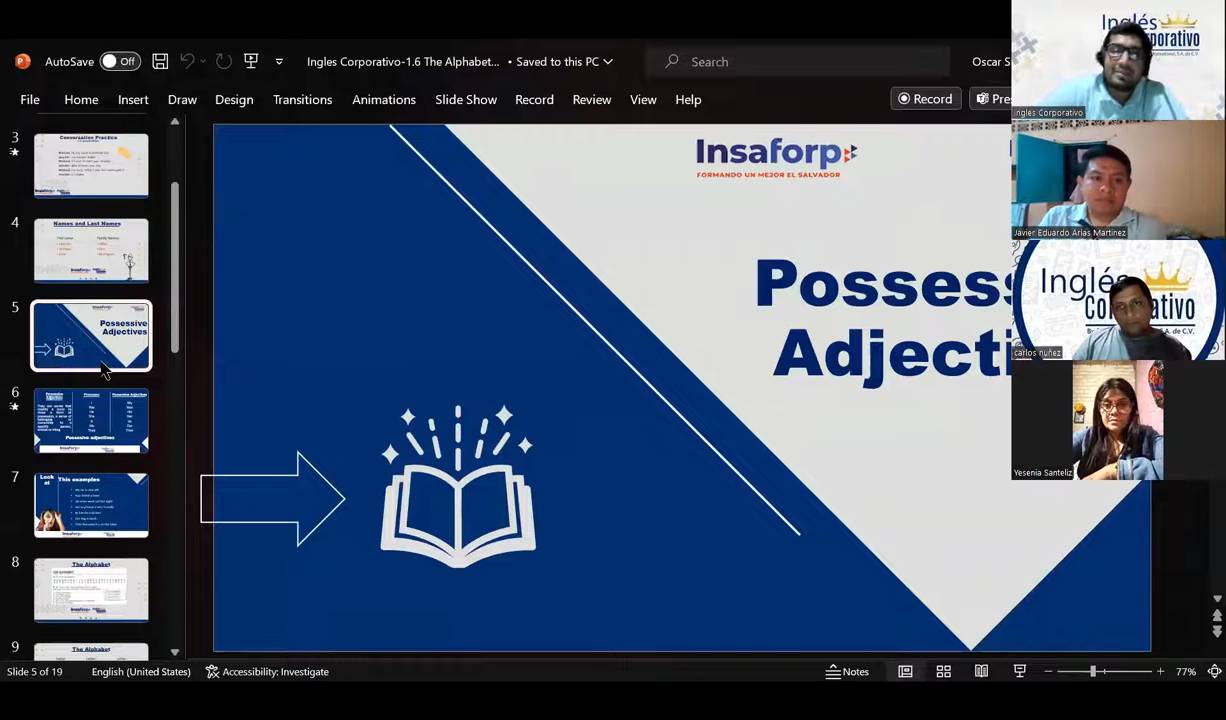 AutoSave
Off
Ingles Corporativo-1.6 The Alphabet... • Saved to this PC
Search
Oscar S
File
Home
Insert
Draw
Design
Transitions
Animations
Slide Show
Record
Review
View
Help
Record
Pres
3
Conversation Practice
4
Names and Last Names
5
Insaforp
Possessive
Adjectives
6
Possessive adjectives
7
Look
at
This examples
8
The Alphabet
9
The Alphabet
Insaforp
FORMANDO UN MEJOR EL SALVADOR
Possess
Adjecti
Inglés
Ingles Corporativo
Javier Eduardo Arias Martinez
Inglés
carlos nuñez
Yesenia Santeliz
Slide 5 of 19
English (United States)
Accessibility: Investigate
Notes
77%